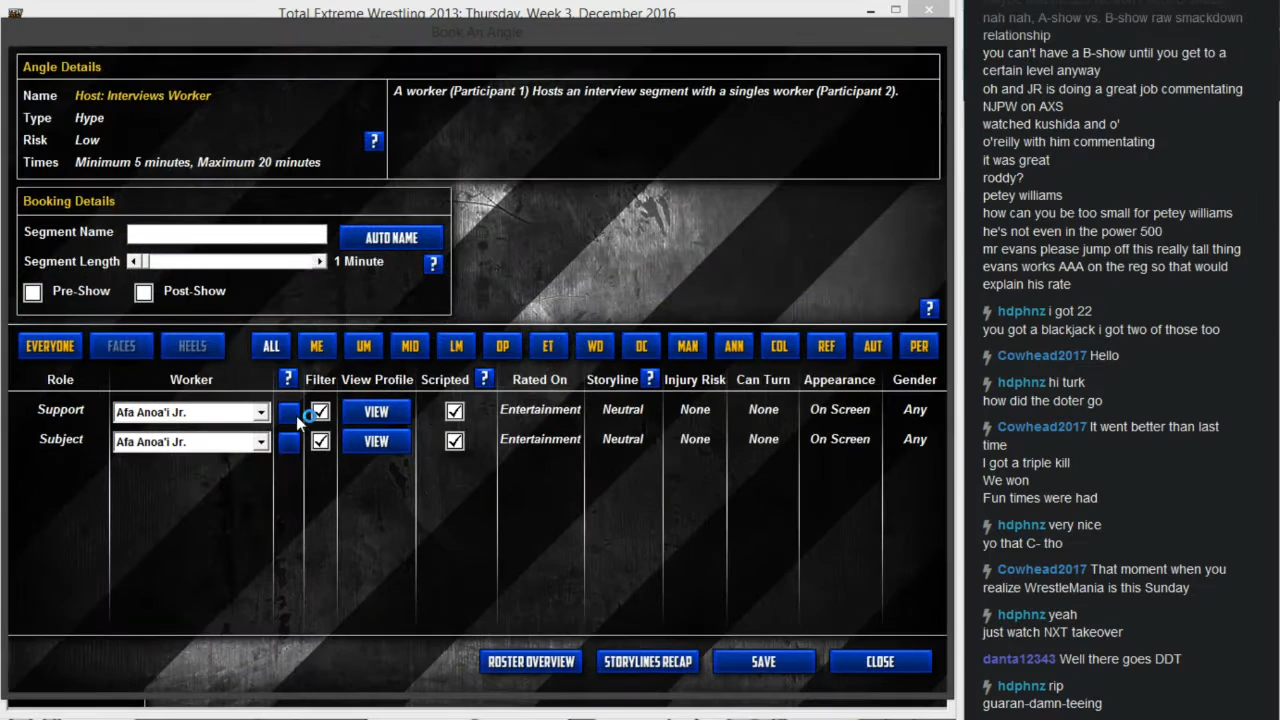 Total Extreme Wrestling 2013: Thursday, Week 3, December 2016
Book An Angle
Angle Details
Name Host: Interviews Worker
Type Hype
Risk Low
?
Times Minimum 5 minutes, Maximum 20 minutes
A worker (Participant 1) Hosts an interview segment with a singles worker (Participant 2).
Booking Details
Segment Name AUTO NAME
Segment Length 1 Minute ?
Pre-Show Post-Show
?
EVERYONE FACES HEELS ALL ME UM MID LM OP ET WD DC MAN ANN COL REF AUT PER
Role Worker ? Filter View Profile Scripted ? Rated On Storyline ? Injury Risk Can Turn Appearance Gender
Support Afa Anoa'i Jr. VIEW Entertainment Neutral None None On Screen Any
Subject Afa Anoa'i Jr. VIEW Entertainment Neutral None None On Screen Any
ROSTER OVERVIEW STORYLINES RECAP SAVE CLOSE
nah nah, A-show vs. B-show raw smackdown
relationship
you can't have a B-show until you get to a
certain level anyway
oh and JR is doing a great job commentating
NJPW on AXS
watched kushida and o'
o'reilly with him commentating
it was great
roddy?
petey williams
how can you be too small for petey williams
he's not even in the power 500
mr evans please jump off this really tall thing
evans works AAA on the reg so that would
explain his rate
hdphnz i got 22
you got a blackjack i got two of those too
Cowhead2017 Hello
hdphnz hi turk
how did the doter go
Cowhead2017 It went better than last
time
I got a triple kill
We won
Fun times were had
hdphnz very nice
yo that C- tho
Cowhead2017 That moment when you
realize WrestleMania is this Sunday
hdphnz yeah
just watch NXT takeover
danta12343 Well there goes DDT
hdphnz rip
guaran-damn-teeing